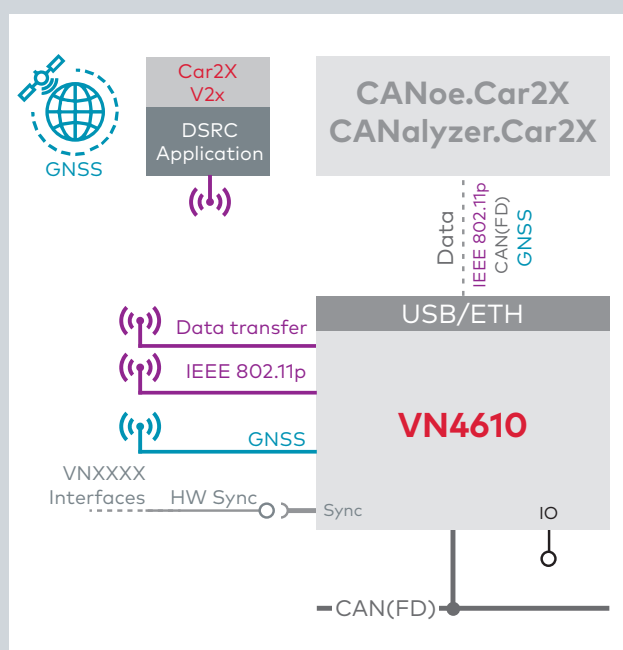 Car2X
V2x
DSRC
Application
GNSS
CANoe.Car2X
CANalyzer.Car2X
Data
IEEE 802.11p
CAN(FD)
GNSS
USB/ETH
Data transfer
IEEE 802.11p
GNSS
VN4610
VNXXXX
Interfaces
HW Sync
Sync
IO
CAN(FD)